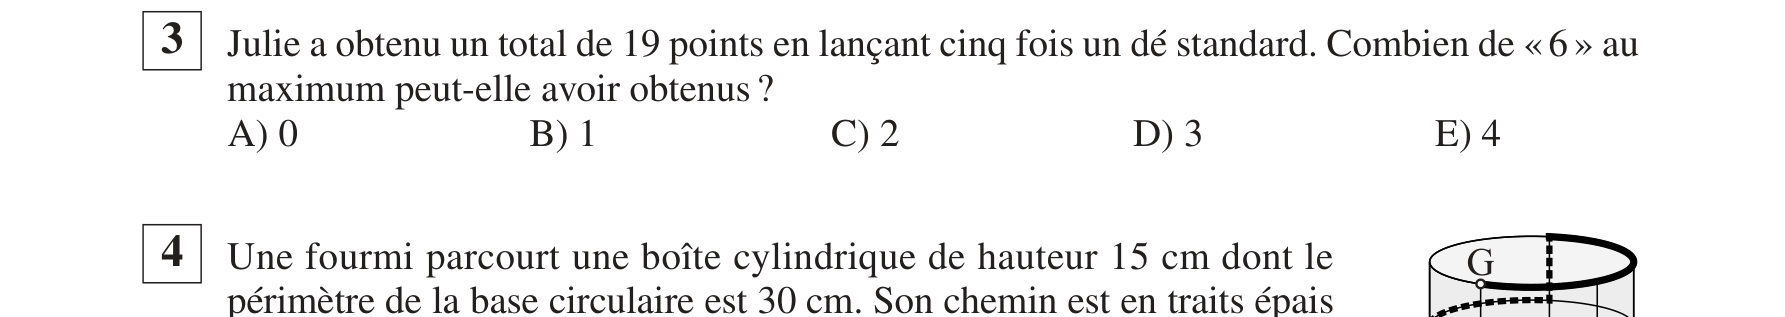 3 Julie a obtenu un total de 19 points en lançant cinq fois un dé standard. Combien de « 6 » au
maximum peut-elle avoir obtenus ?
A) 0 B) 1 C) 2 D) 3 E) 4
4 Une fourmi parcourt une boîte cylindrique de hauteur 15 cm dont le
périmètre de la base circulaire est 30 cm. Son chemin est en traits épais
G